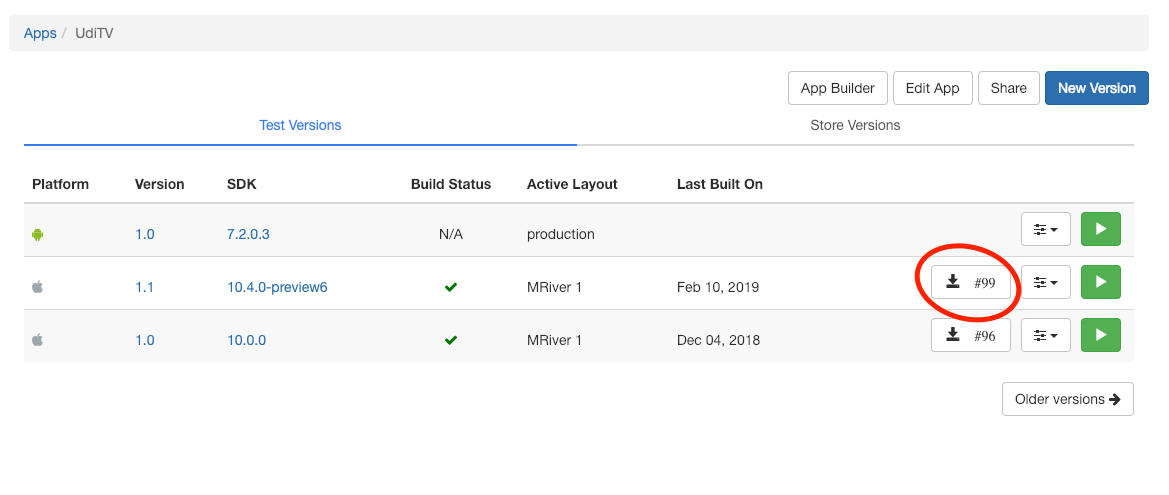 Apps / UdiTV
App Builder Edit App Share New Version
Test Versions Store Versions
Platform Version SDK Build Status Active Layout Last Built On
1.0 7.2.0.3 N/A production
1.1 10.4.0-preview6 MRiver 1 Feb 10, 2019 #99
1.0 10.0.0 MRiver 1 Dec 04, 2018 #96
Older versions